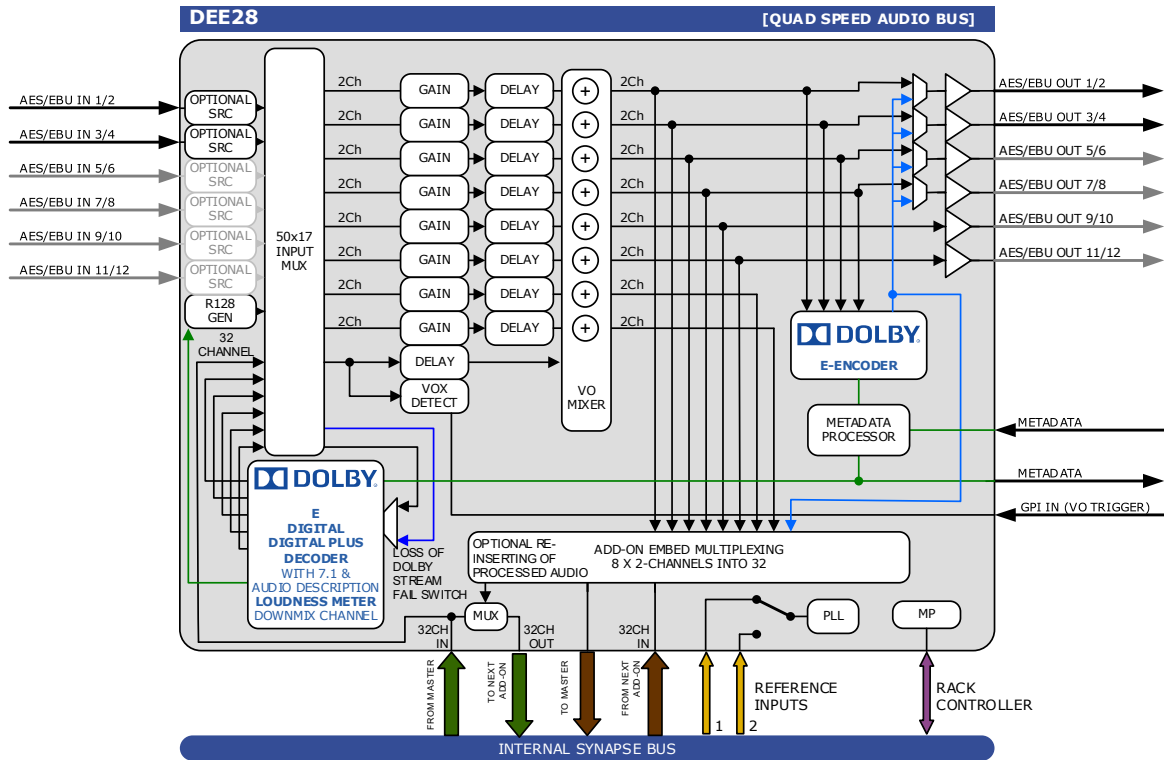 DEE28
[QUAD SPEED AUDIO BUS]
AES/EBU IN 1/2
AES/EBU IN 3/4
AES/EBU IN 5/6
AES/EBU IN 7/8
AES/EBU IN 9/10
AES/EBU IN 11/12
OPTIONAL
SRC
OPTIONAL
SRC
OPTIONAL
SRC
OPTIONAL
SRC
OPTIONAL
SRC
OPTIONAL
SRC
R128
GEN
32
CHANNEL
50x17
INPUT
MUX
2Ch
2Ch
2Ch
2Ch
2Ch
2Ch
2Ch
2Ch
GAIN
DELAY
GAIN
DELAY
GAIN
DELAY
GAIN
DELAY
GAIN
DELAY
GAIN
DELAY
GAIN
DELAY
GAIN
DELAY
DELAY
VOX
DETECT
+
+
+
+
+
+
+
+
VO
MIXER
2Ch
2Ch
2Ch
2Ch
2Ch
2Ch
2Ch
2Ch
AES/EBU OUT 1/2
AES/EBU OUT 3/4
AES/EBU OUT 5/6
AES/EBU OUT 7/8
AES/EBU OUT 9/10
AES/EBU OUT 11/12
DOLBY
E-ENCODER
METADATA
PROCESSOR
METADATA
METADATA
GPI IN (VO TRIGGER)
DOLBY
E
DIGITAL
DIGITAL PLUS
DECODER
WITH 7.1 &
AUDIO DESCRIPTION
LOUDNESS METER
DOWNMIX CHANNEL
LOSS OF
DOLBY
STREAM
FAIL SWITCH
OPTIONAL RE-
INSERTING OF
PROCESSED AUDIO
ADD-ON EMBED MULTIPLEXING
8 X 2-CHANNELS INTO 32
MUX
PLL
MP
32CH
IN
32CH
OUT
32CH
IN
FROM MASTER
TO NEXT
ADD-ON
TO MASTER
FROM NEXT
ADD-ON
1
2
REFERENCE
INPUTS
RACK
CONTROLLER
INTERNAL SYNAPSE BUS